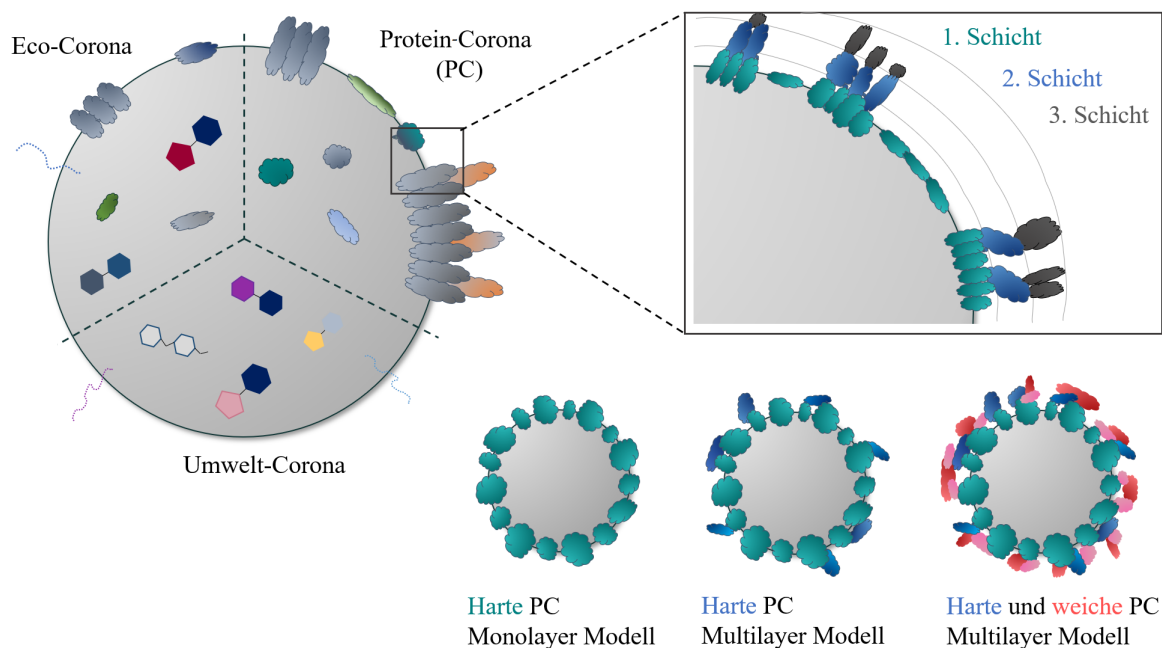 Eco-Corona
Protein-Corona
(PC)
Umwelt-Corona
1. Schicht
2. Schicht
3. Schicht
Harte PC
Monolayer Modell
Harte PC
Multilayer Modell
Harte und weiche PC
Multilayer Modell